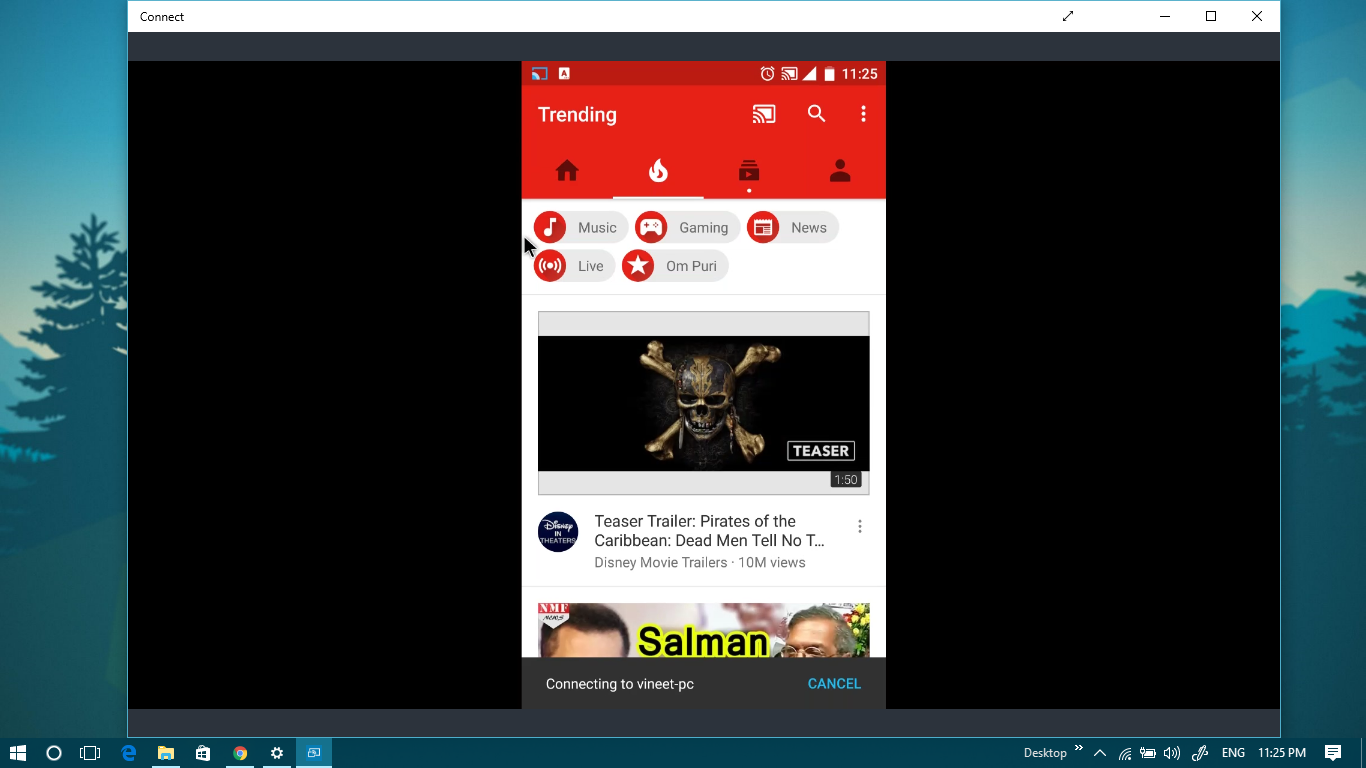 Connect
11:25
Trending
Music
Gaming
News
Live
Om Puri
TEASER
1:50
Disney
IN
THEATERS
Teaser Trailer: Pirates of the
Caribbean: Dead Men Tell No T...
Disney Movie Trailers · 10M views
NMF
NEWS
Salman
Connecting to vineet-pc
CANCEL
Desktop
ENG
11:25 PM